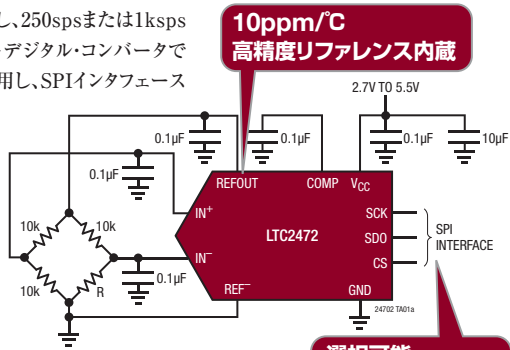 し、250spsまたは1ksps
デジタル・コンバータで
用し、SPIインタフェース
10ppm/℃
高精度リファレンス内蔵
2.7V TO 5.5V
0.1µF
0.1µF
0.1µF
10µF
0.1µF
REFOUT
COMP
VCC
IN+
SCK
10k
10k
LTC2472
SDO
SPI
INTERFACE
IN–
CS
10k
R
0.1µF
REF–
GND
24702 TA01a
選択可能